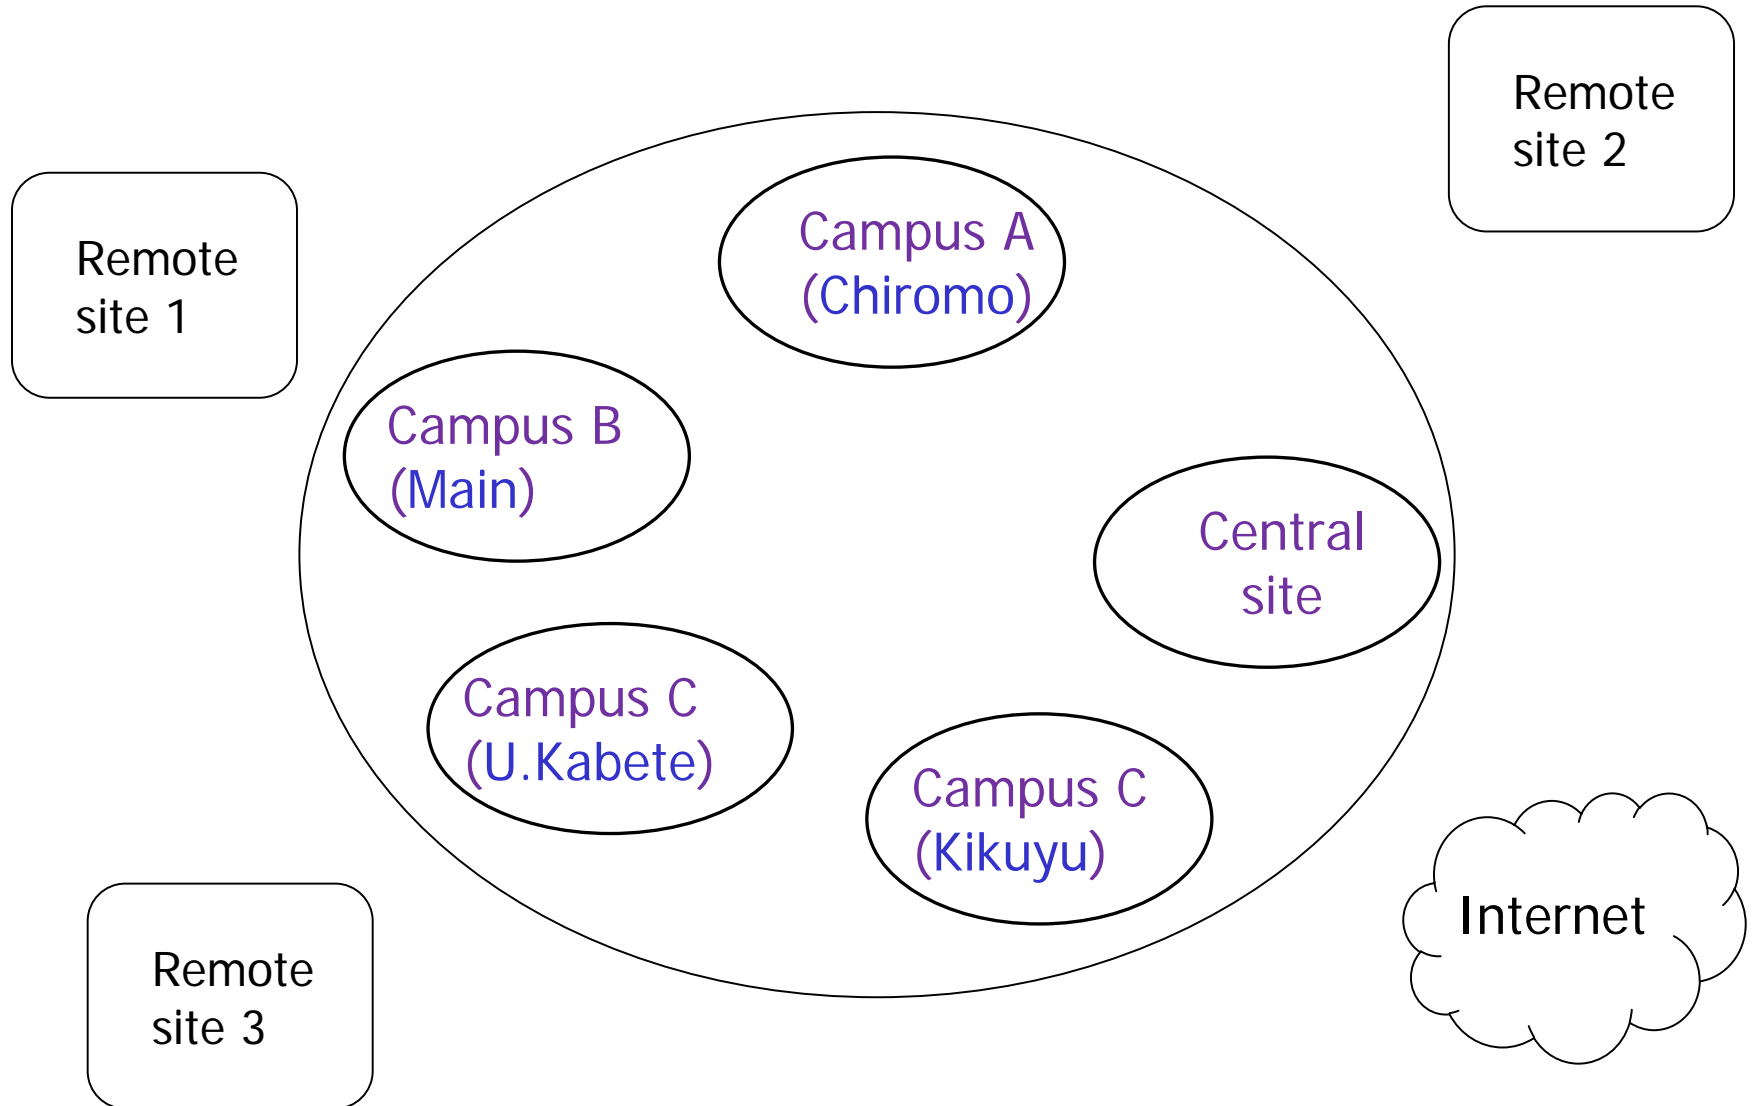 Remote
site 2
Campus A
(Chiromo)
Remote
site 1
Campus B
(Main)
Central
site
Campus C
(U.Kabete)
Campus C
(Kikuyu)
Internet
Remote
site 3